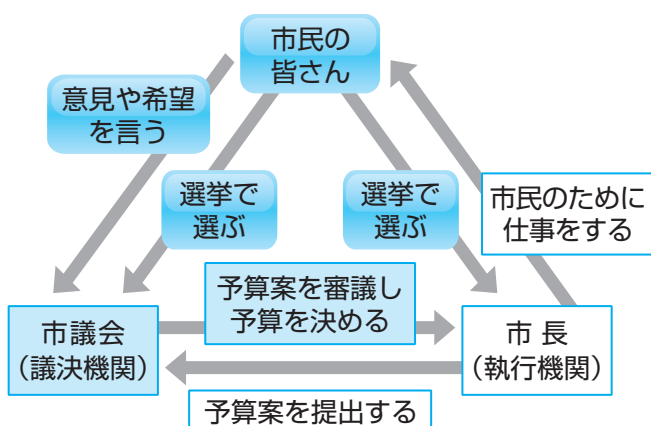 市民の
皆さん
意見や希望
を言う
選挙で
選ぶ
選挙で
選ぶ
市民のために
仕事をする
予算案を審議し
予算を決める
市議会
（議決機関）
市 長
（執行機関）
予算案を提出する